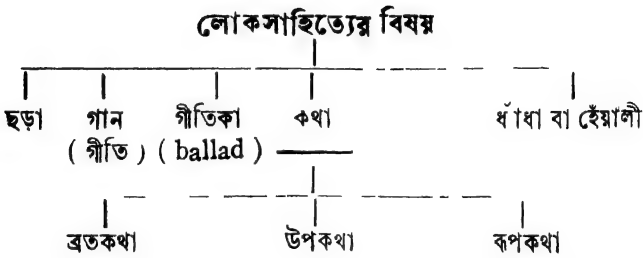 লোকসাহিত্যের বিষয়
ছড়া গান গীতিকা কথা ধাঁধা বা হেঁয়ালী
( গীতি ) ( ballad )
ব্রতকথা উপকথা রূপকথা